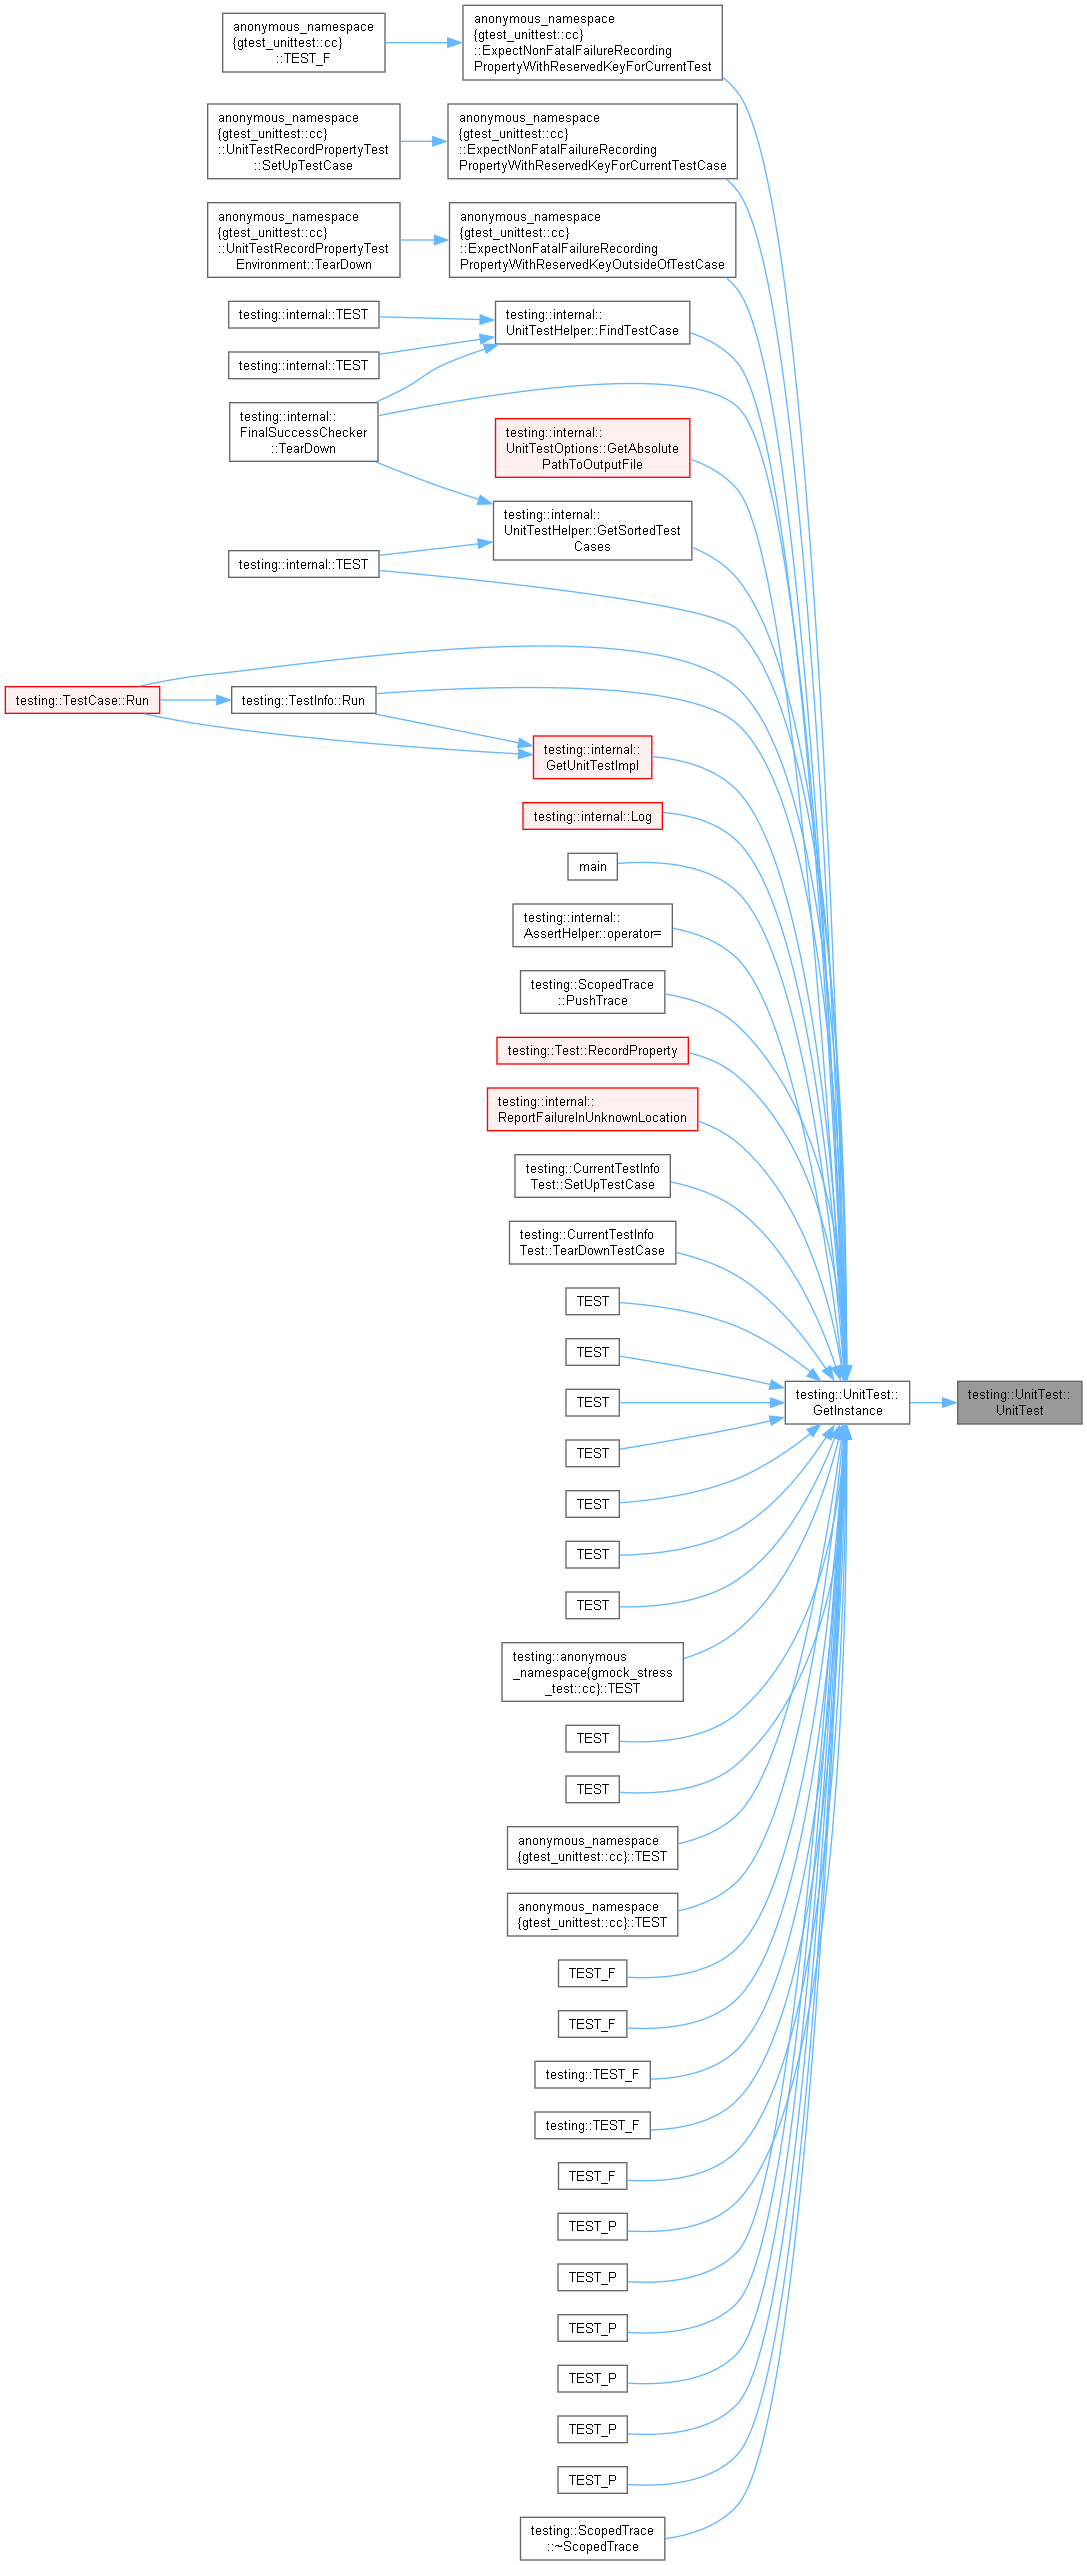 anonymous_namespace
{gtest_unittest::cc}
::TEST_F
anonymous_namespace
{gtest_unittest::cc}
::ExpectNonFatalFailureRecording
PropertyWithReservedKeyForCurrentTest
anonymous_namespace
{gtest_unittest::cc}
::UnitTestRecordPropertyTest
::SetUpTestCase
anonymous_namespace
{gtest_unittest::cc}
::ExpectNonFatalFailureRecording
PropertyWithReservedKeyForCurrentTestCase
anonymous_namespace
{gtest_unittest::cc}
::UnitTestRecordPropertyTest
Environment::TearDown
anonymous_namespace
{gtest_unittest::cc}
::ExpectNonFatalFailureRecording
PropertyWithReservedKeyOutsideOfTestCase
testing::internal::TEST
testing::internal::
UnitTestHelper::FindTestCase
testing::internal::TEST
testing::internal::
FinalSuccessChecker
::TearDown
testing::internal::
UnitTestOptions::GetAbsolute
PathToOutputFile
testing::internal::
UnitTestHelper::GetSortedTest
Cases
testing::internal::TEST
testing::TestCase::Run
testing::TestInfo::Run
testing::internal::
GetUnitTestImpl
testing::internal::Log
main
testing::internal::
AssertHelper::operator=
testing::ScopedTrace
::PushTrace
testing::Test::RecordProperty
testing::internal::
ReportFailureInUnknownLocation
testing::CurrentTestInfo
Test::SetUpTestCase
testing::CurrentTestInfo
Test::TearDownTestCase
TEST
TEST
TEST
testing::UnitTest::
GetInstance
testing::UnitTest::
UnitTest
TEST
TEST
TEST
TEST
testing::anonymous
_namespace{gmock_stress
_test::cc}::TEST
TEST
TEST
anonymous_namespace
{gtest_unittest::cc}::TEST
anonymous_namespace
{gtest_unittest::cc}::TEST
TEST_F
TEST_F
testing::TEST_F
testing::TEST_F
TEST_F
TEST_P
TEST_P
TEST_P
TEST_P
TEST_P
TEST_P
testing::ScopedTrace
::~ScopedTrace